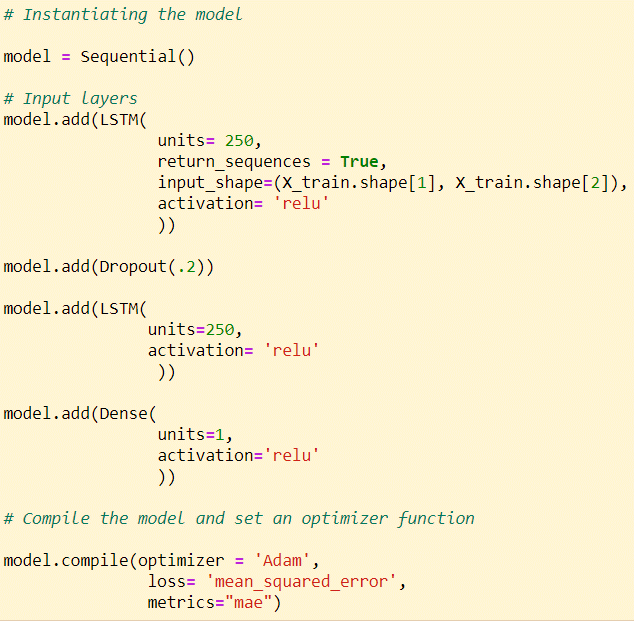 # Instantiating the model
model = Sequential()
# Input layers
model.add(LSTM(
units= 250,
return_sequences = True,
input_shape=(X_train.shape[1], X_train.shape[2]),
activation= 'relu'
))
model.add(Dropout(.2))
model.add(LSTM(
units=250,
activation= 'relu'
))
model.add(Dense(
units=1,
activation='relu'
))
# Compile the model and set an optimizer function
model.compile(optimizer = 'Adam',
loss= 'mean_squared_error',
metrics="mae")